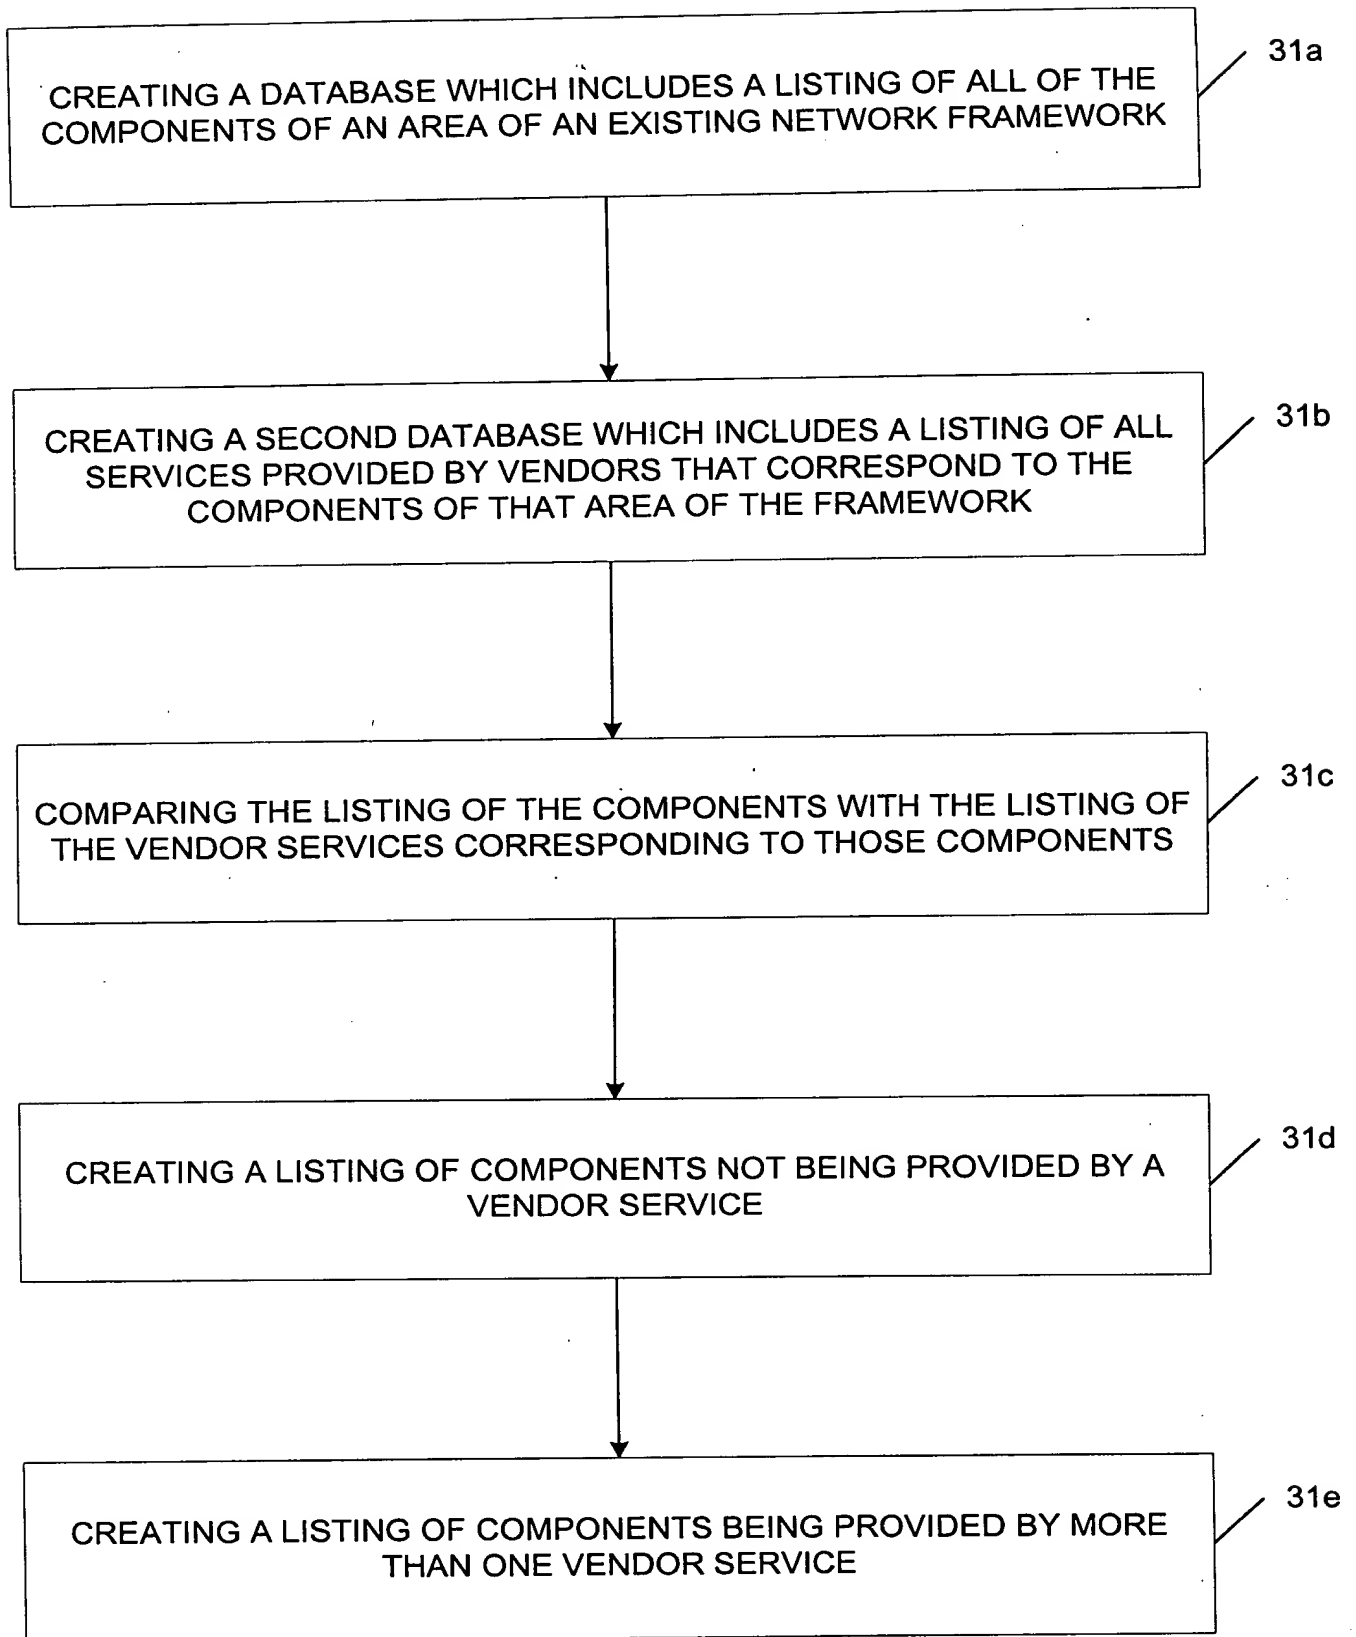 31a
CREATING A DATABASE WHICH INCLUDES A LISTING OF ALL OF THE
COMPONENTS OF AN AREA OF AN EXISTING NETWORK FRAMEWORK
31b
CREATING A SECOND DATABASE WHICH INCLUDES A LISTING OF ALL
SERVICES PROVIDED BY VENDORS THAT CORRESPOND TO THE
COMPONENTS OF THAT AREA OF THE FRAMEWORK
31c
COMPARING THE LISTING OF THE COMPONENTS WITH THE LISTING OF
THE VENDOR SERVICES CORRESPONDING TO THOSE COMPONENTS
31d
CREATING A LISTING OF COMPONENTS NOT BEING PROVIDED BY A
VENDOR SERVICE
31e
CREATING A LISTING OF COMPONENTS BEING PROVIDED BY MORE
THAN ONE VENDOR SERVICE